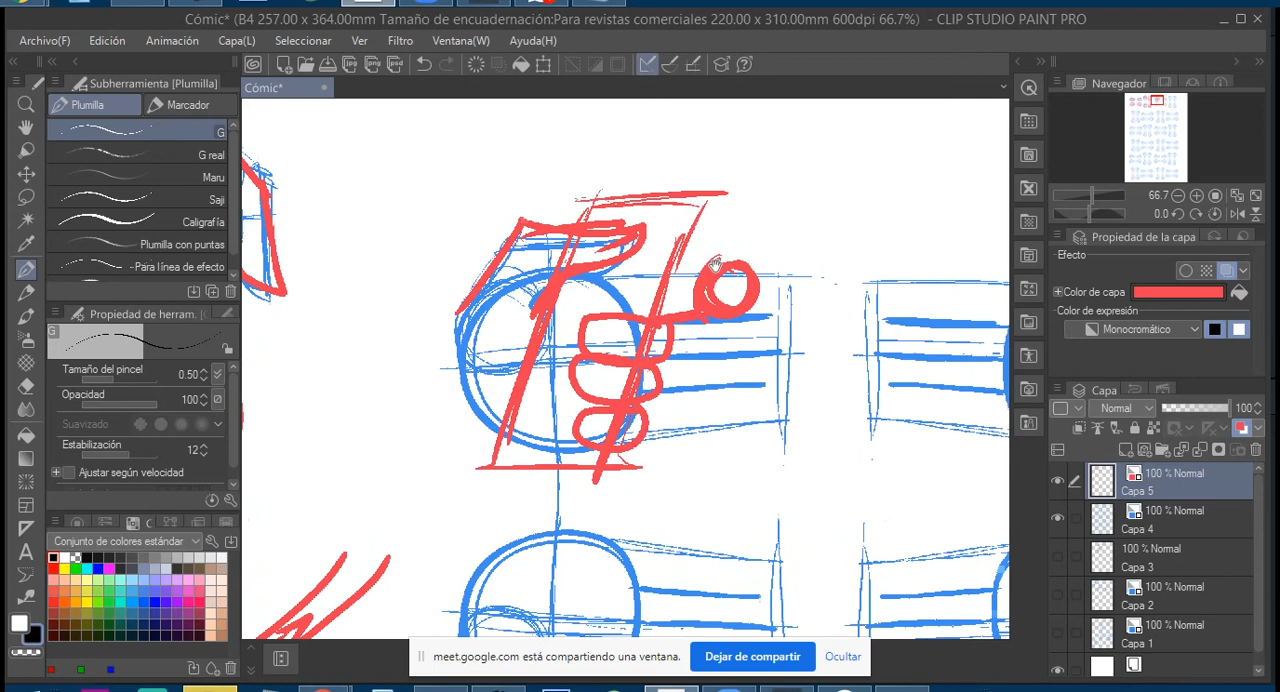 Cómic* (B4 257.00 x 364.00mm Tamaño de encuadernación:Para revistas comerciales 220.00 x 310.00mm 600dpi 66.7%) - CLIP STUDIO PAINT PRO
Archivo(F) Edición Animación Capa(L) Seleccionar Ver Filtro Ventana(W) Ayuda(H)
Subherramienta [Plumilla]
Cómic*
Navegador
Plumilla Marcador
G
G real
Maru
Saji
Caligrafía
Plumilla con puntas
Para línea de efecto
66.7
0.0
Propiedad de la capa
Efecto
Color de capa
Color de expresión
Monocromático
Propiedad de herram.
G
Tamaño del pincel 0.50
Opacidad 100
Suavizado
Estabilización 12
Ajustar según velocidad
Capa
Normal 100
100 % Normal
Capa 5
100 % Normal
Capa 4
100 % Normal
Capa 3
100 % Normal
Capa 2
100 % Normal
Capa 1
Conjunto de colores estándar
meet.google.com está compartiendo una ventana. Dejar de compartir Ocultar